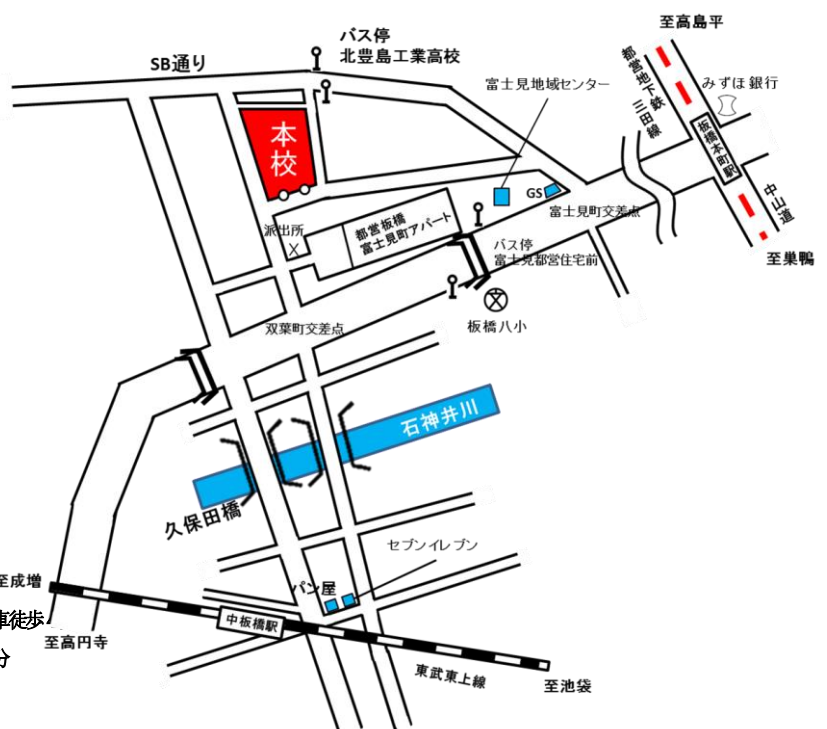 至高島平
バス停
北豊島工業高校
SB通り
都営地下鉄
三田線
富士見地域センター
みずほ銀行
本校
板橋本町駅
GS
中山道
富士見町交差点
派出所
都営板橋
富士見町アパート
バス停
富士見都営住宅前
至巣鴨
双葉町交差点
板橋八小
石神井川
久保田橋
セブンイレブン
至成増
パン屋
車徒歩
中板橋駅
至高円寺
分
東武東上線
至池袋